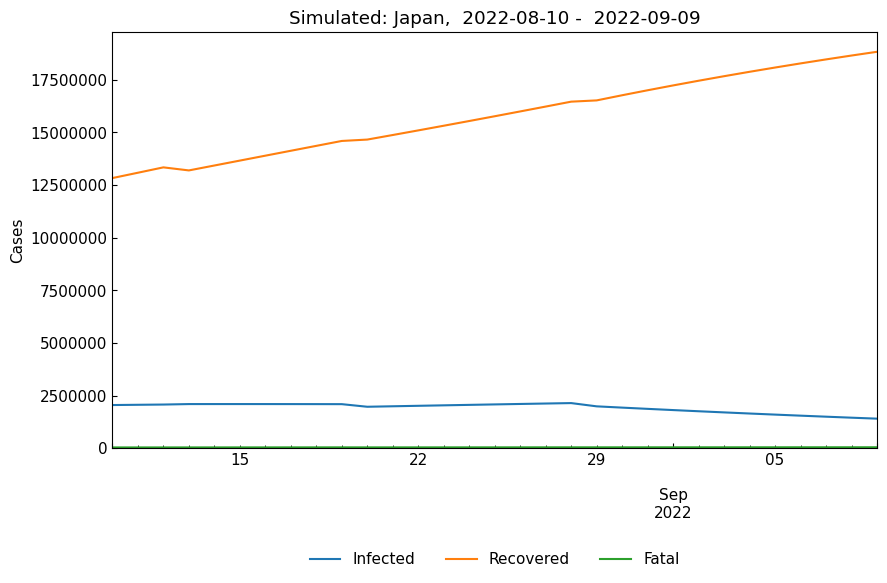 Simulated: Japan,  2022-08-10 -  2022-09-09
Cases
17500000
15000000
12500000
10000000
7500000
5000000
2500000
0
15
22
29
05
Sep
2022
Infected
Recovered
Fatal